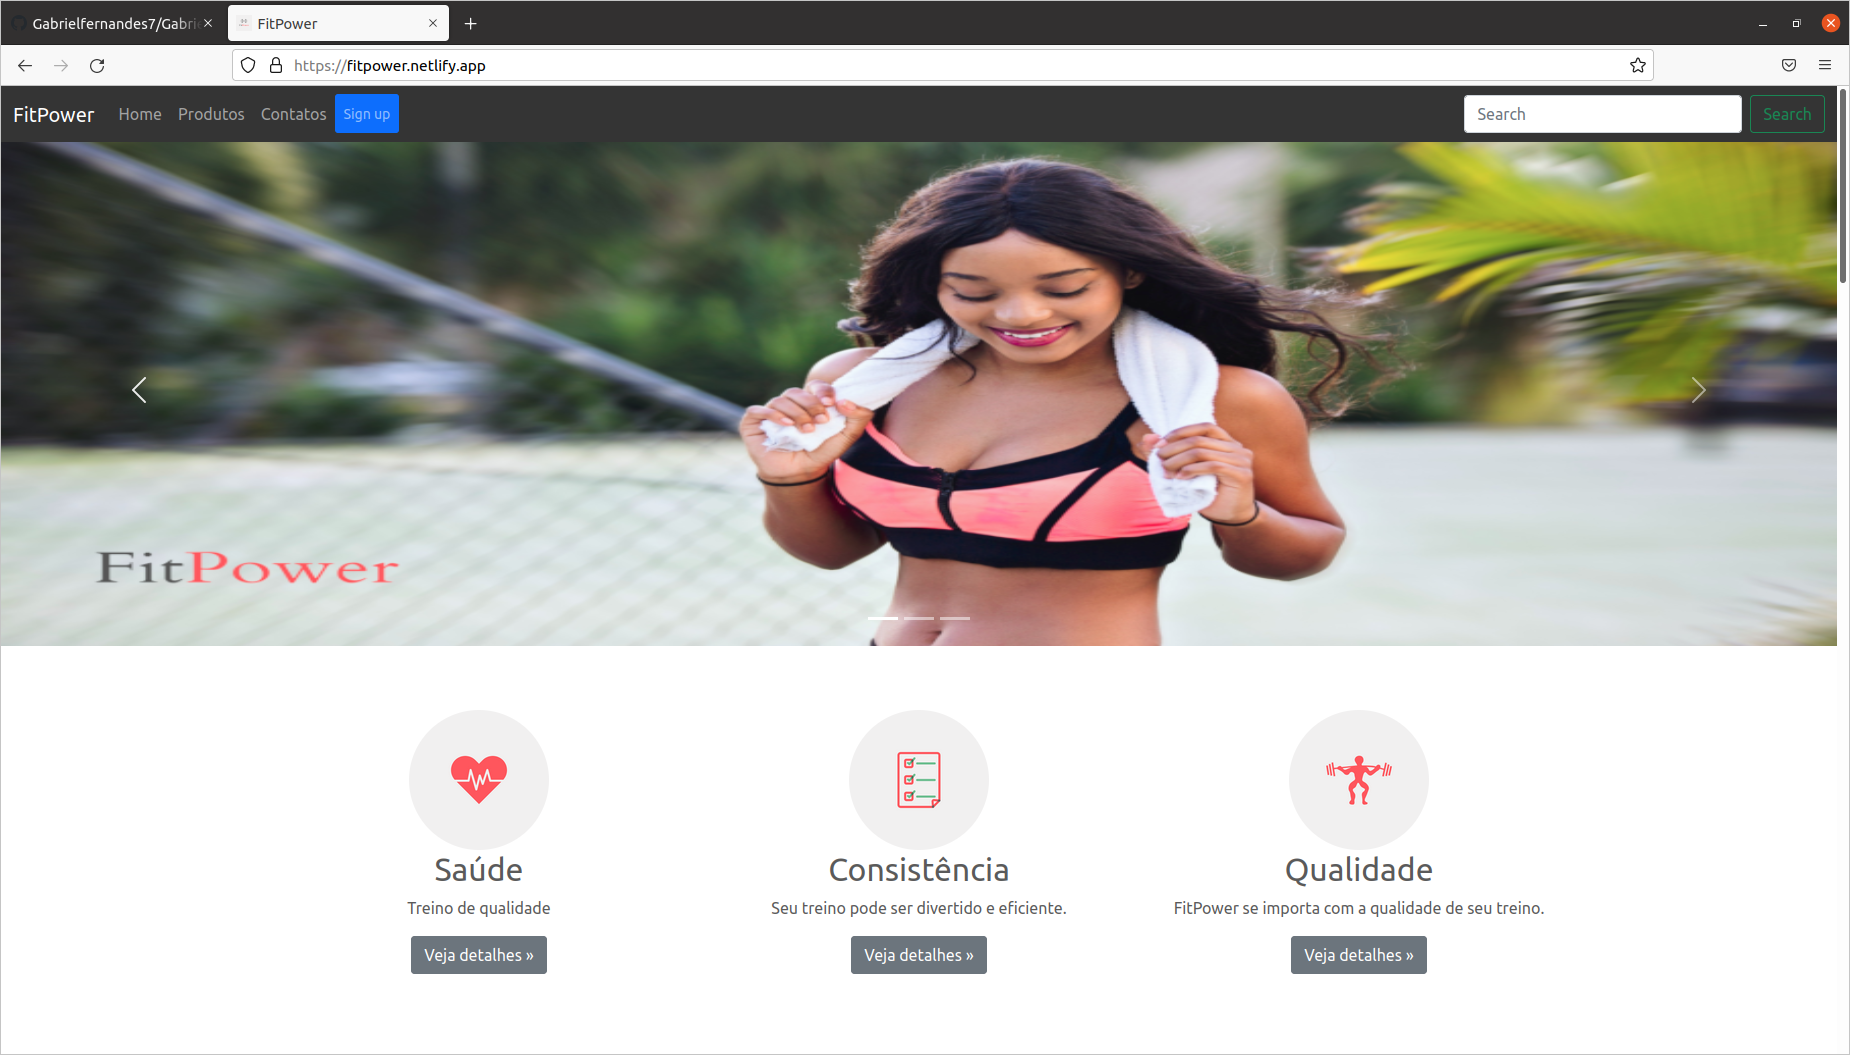 Gabrielfernandes7/Gabri
FitPower
https://fitpower.netlify.app
FitPower
Home
Produtos
Contatos
Sign up
Search
Search
FitPower
Saúde
Treino de qualidade
Veja detalhes »
Consistência
Seu treino pode ser divertido e eficiente.
Veja detalhes »
Qualidade
FitPower se importa com a qualidade de seu treino.
Veja detalhes »